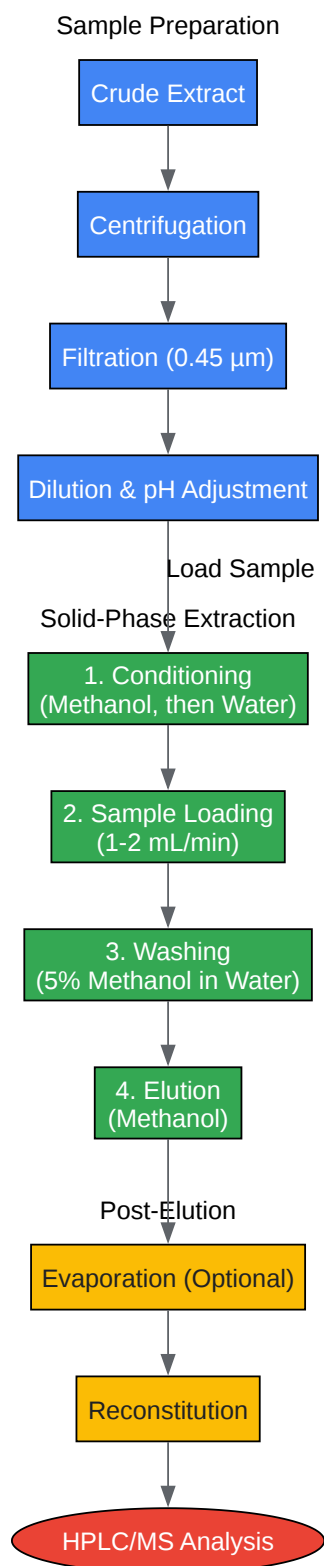 Sample Preparation
Crude Extract
Centrifugation
Filtration (0.45 µm)
Dilution & pH Adjustment
Load Sample
Solid-Phase Extraction
1. Conditioning
(Methanol, then Water)
2. Sample Loading
(1-2 mL/min)
3. Washing
(5% Methanol in Water)
4. Elution
(Methanol)
Post-Elution
Evaporation (Optional)
Reconstitution
HPLC/MS Analysis